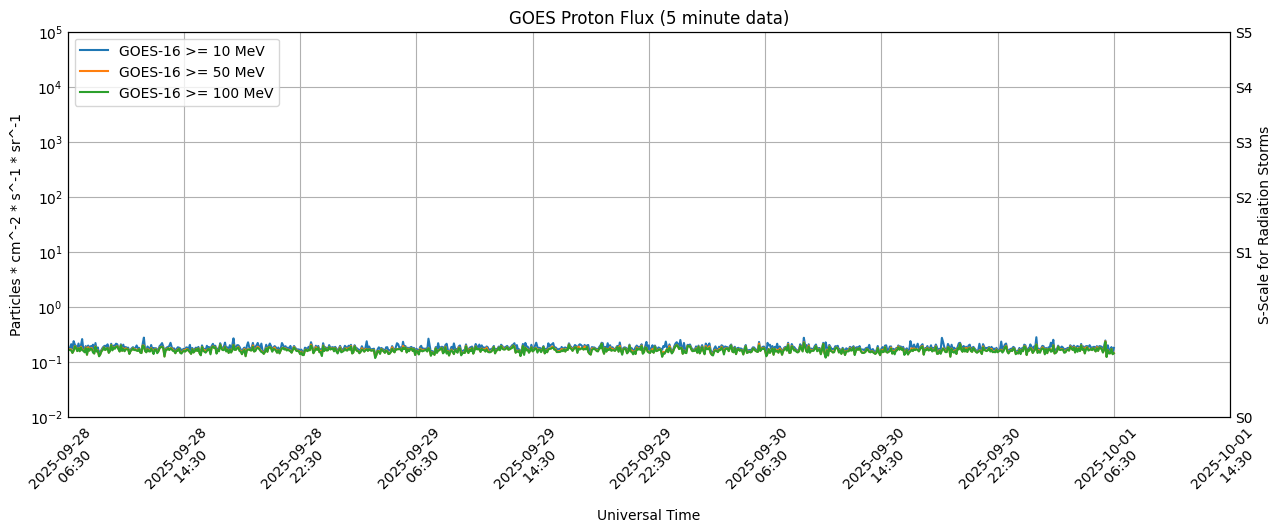 GOES Proton Flux (5 minute data)
GOES-16 >= 10 MeV
GOES-16 >= 50 MeV
GOES-16 >= 100 MeV
Particles * cm^-2 * s^-1 * sr^-1
10^5
10^4
10^3
10^2
10^1
10^0
10^-1
10^-2
S5
S4
S3
S2
S1
S0
S-Scale for Radiation Storms
2025-09-28
06:30
2025-09-28
14:30
2025-09-28
22:30
2025-09-29
06:30
2025-09-29
14:30
2025-09-29
22:30
2025-09-30
06:30
2025-09-30
14:30
2025-09-30
22:30
2025-10-01
06:30
2025-10-01
14:30
Universal Time